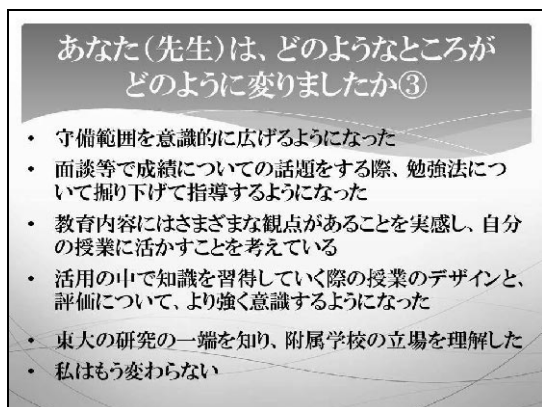 あなた（先生）は、どのようなところが
どのように変りましたか③
• 守備範囲を意識的に広げるようになった
• 面談等で成績についての話題をする際、勉強法につ
いて掘り下げて指導するようになった
• 教育内容にはさまざまな観点があることを実感し、自分
の授業に活かすことを考えている
• 活用の中で知識を習得していく際の授業のデザインと、
評価について、より強く意識するようになった
• 東大の研究の一端を知り、附属学校の立場を理解した
• 私はもう変わらない